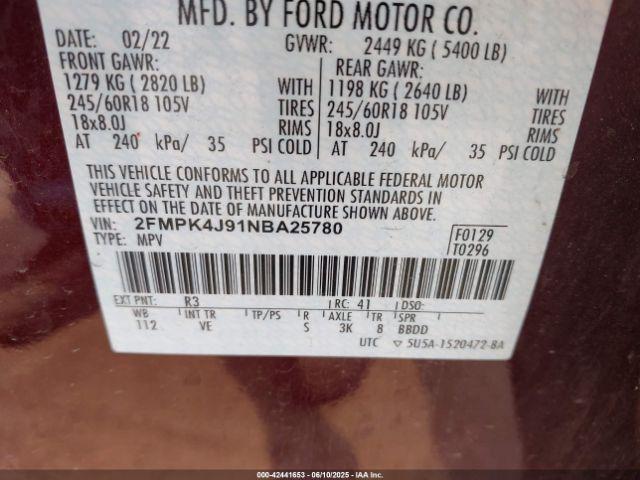 MFD. BY FORD MOTOR CO.
DATE: 02/22 GVWR: 2449 KG ( 5400 LB)
FRONT GAWR: REAR GAWR:
1279 KG ( 2820 LB) WITH 1198 KG ( 2640 LB) WITH
245/60R18 105V TIRES 245/60R18 105V TIRES
18x8.0J RIMS 18x8.0J RIMS
AT 240 kPa/ 35 PSI COLD AT 240 kPa/ 35 PSI COLD
THIS VEHICLE CONFORMS TO ALL APPLICABLE FEDERAL MOTOR
VEHICLE SAFETY AND THEFT PREVENTION STANDARDS IN
EFFECT ON THE DATE OF MANUFACTURE SHOWN ABOVE.
VIN: 2FMPK4J91NBA25780 F0129
TYPE: MPV T0296
EXT PNT: R3 RC: 41 DSO:
WB INT TR TP/PS R AXLE TR SPR
112 VE S 3K 8 BBDD
UTC ▽ 5U5A-1520472-BA
000-42441653 | 06/10/2025 | IAAI.COM